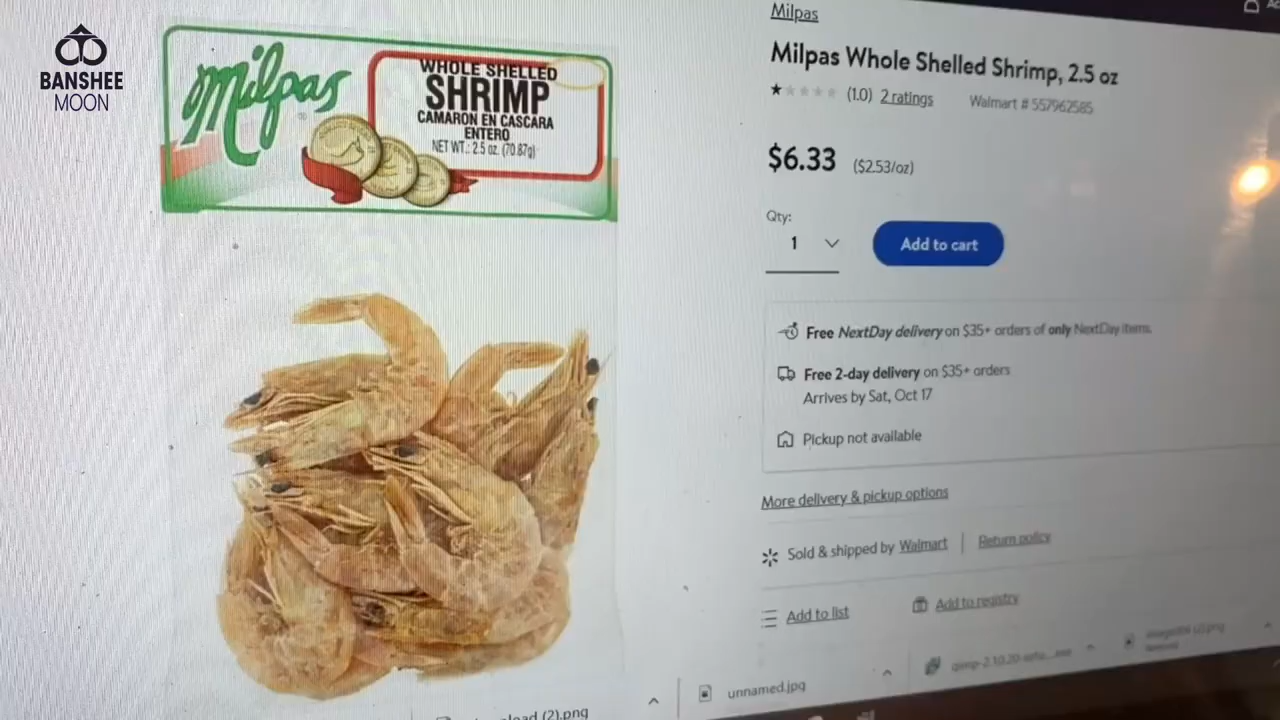 BANSHEE
MOON
Milpas
WHOLE SHELLED
SHRIMP
CAMARON EN CASCARA
ENTERO
NET WT.: 2.5 oz. (70.87g)
Milpas
Milpas Whole Shelled Shrimp, 2.5 oz
(1.0) 2 ratings Walmart # 557962585
$6.33 ($2.53/oz)
Qty:
1
Add to cart
Free NextDay delivery on $35+ orders of only NextDay items.
Free 2-day delivery on $35+ orders
Arrives by Sat, Oct 17
Pickup not available
More delivery & pickup options
Sold & shipped by Walmart Return policy
Add to list Add to registry
(2).png
unnamed.jpg